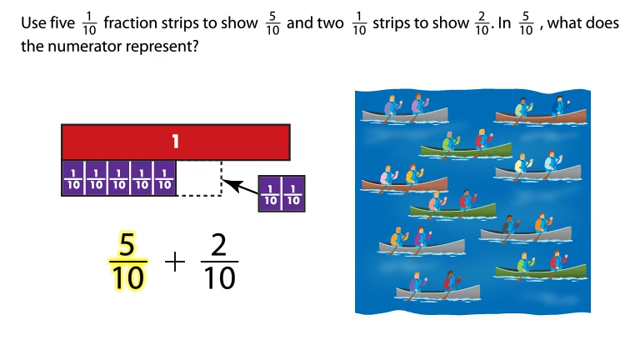 Use five 1/10 fraction strips to show 5/10 and two 1/10 strips to show 2/10. In 5/10, what does
the numerator represent?
1
1/10 1/10 1/10 1/10 1/10
1/10 1/10
5/10 + 2/10